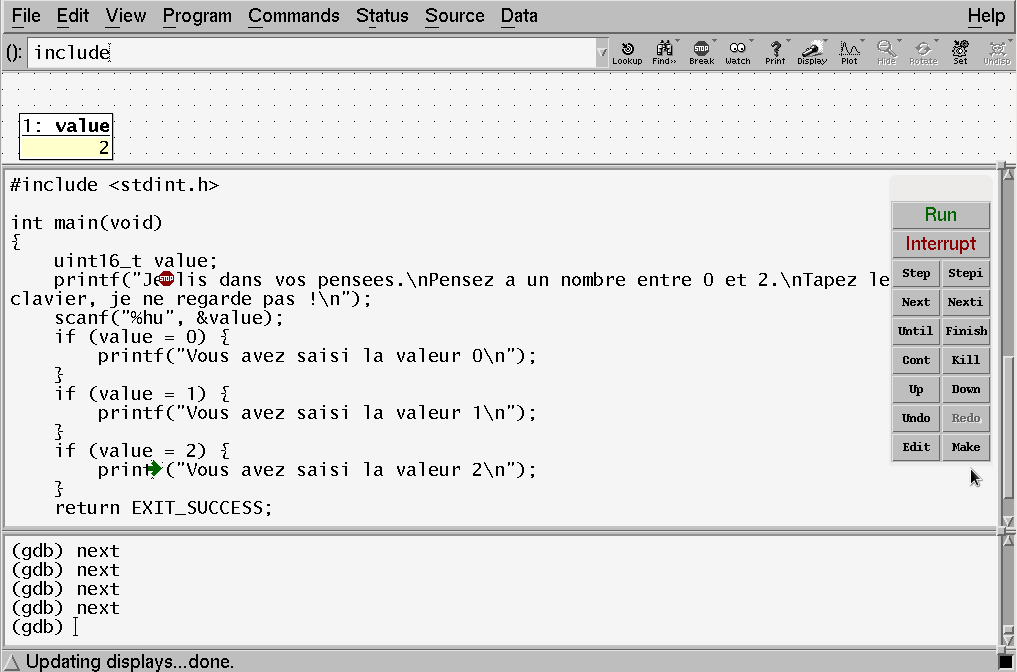 File Edit View Program Commands Status Source Data Help
(): include Lookup Find>> Break Watch Print Display Plot Hide Rotate Set Undisp
1: value
2
#include <stdint.h>
int main(void)
{
uint16_t value;
printf("Je lis dans vos pensees.\nPensez a un nombre entre 0 et 2.\nTapez le
clavier, je ne regarde pas !\n");
scanf("%hu", &value);
if (value = 0) {
printf("Vous avez saisi la valeur 0\n");
}
if (value = 1) {
printf("Vous avez saisi la valeur 1\n");
}
if (value = 2) {
printf("Vous avez saisi la valeur 2\n");
}
return EXIT_SUCCESS;
Run
Interrupt
Step Stepi
Next Nexti
Until Finish
Cont Kill
Up Down
Undo Redo
Edit Make
(gdb) next
(gdb) next
(gdb) next
(gdb) next
(gdb)
Updating displays...done.
STOP
STOP